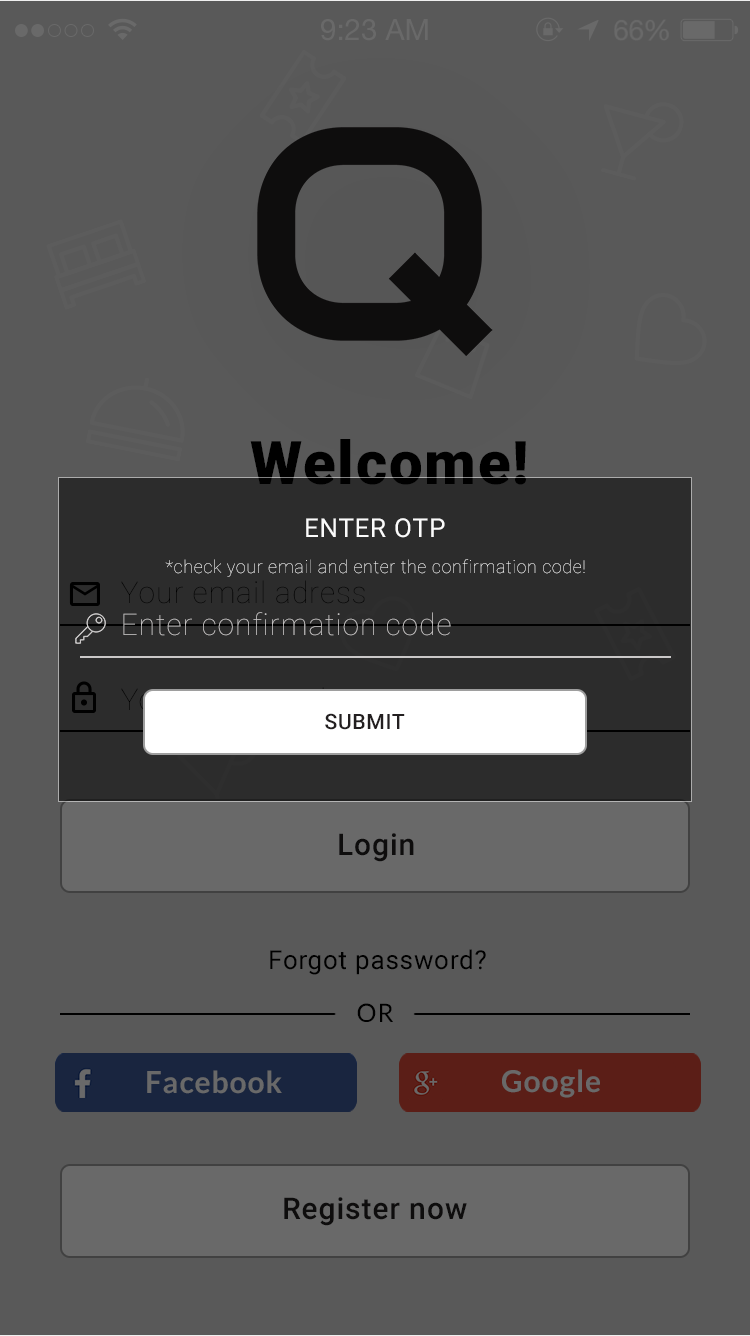 9:23 AM 66%
Q
Welcome!
ENTER OTP
*check your email and enter the confirmation code!
Your email adress
Enter confirmation code
SUBMIT
Login
Forgot password?
OR
f Facebook
g+ Google
Register now